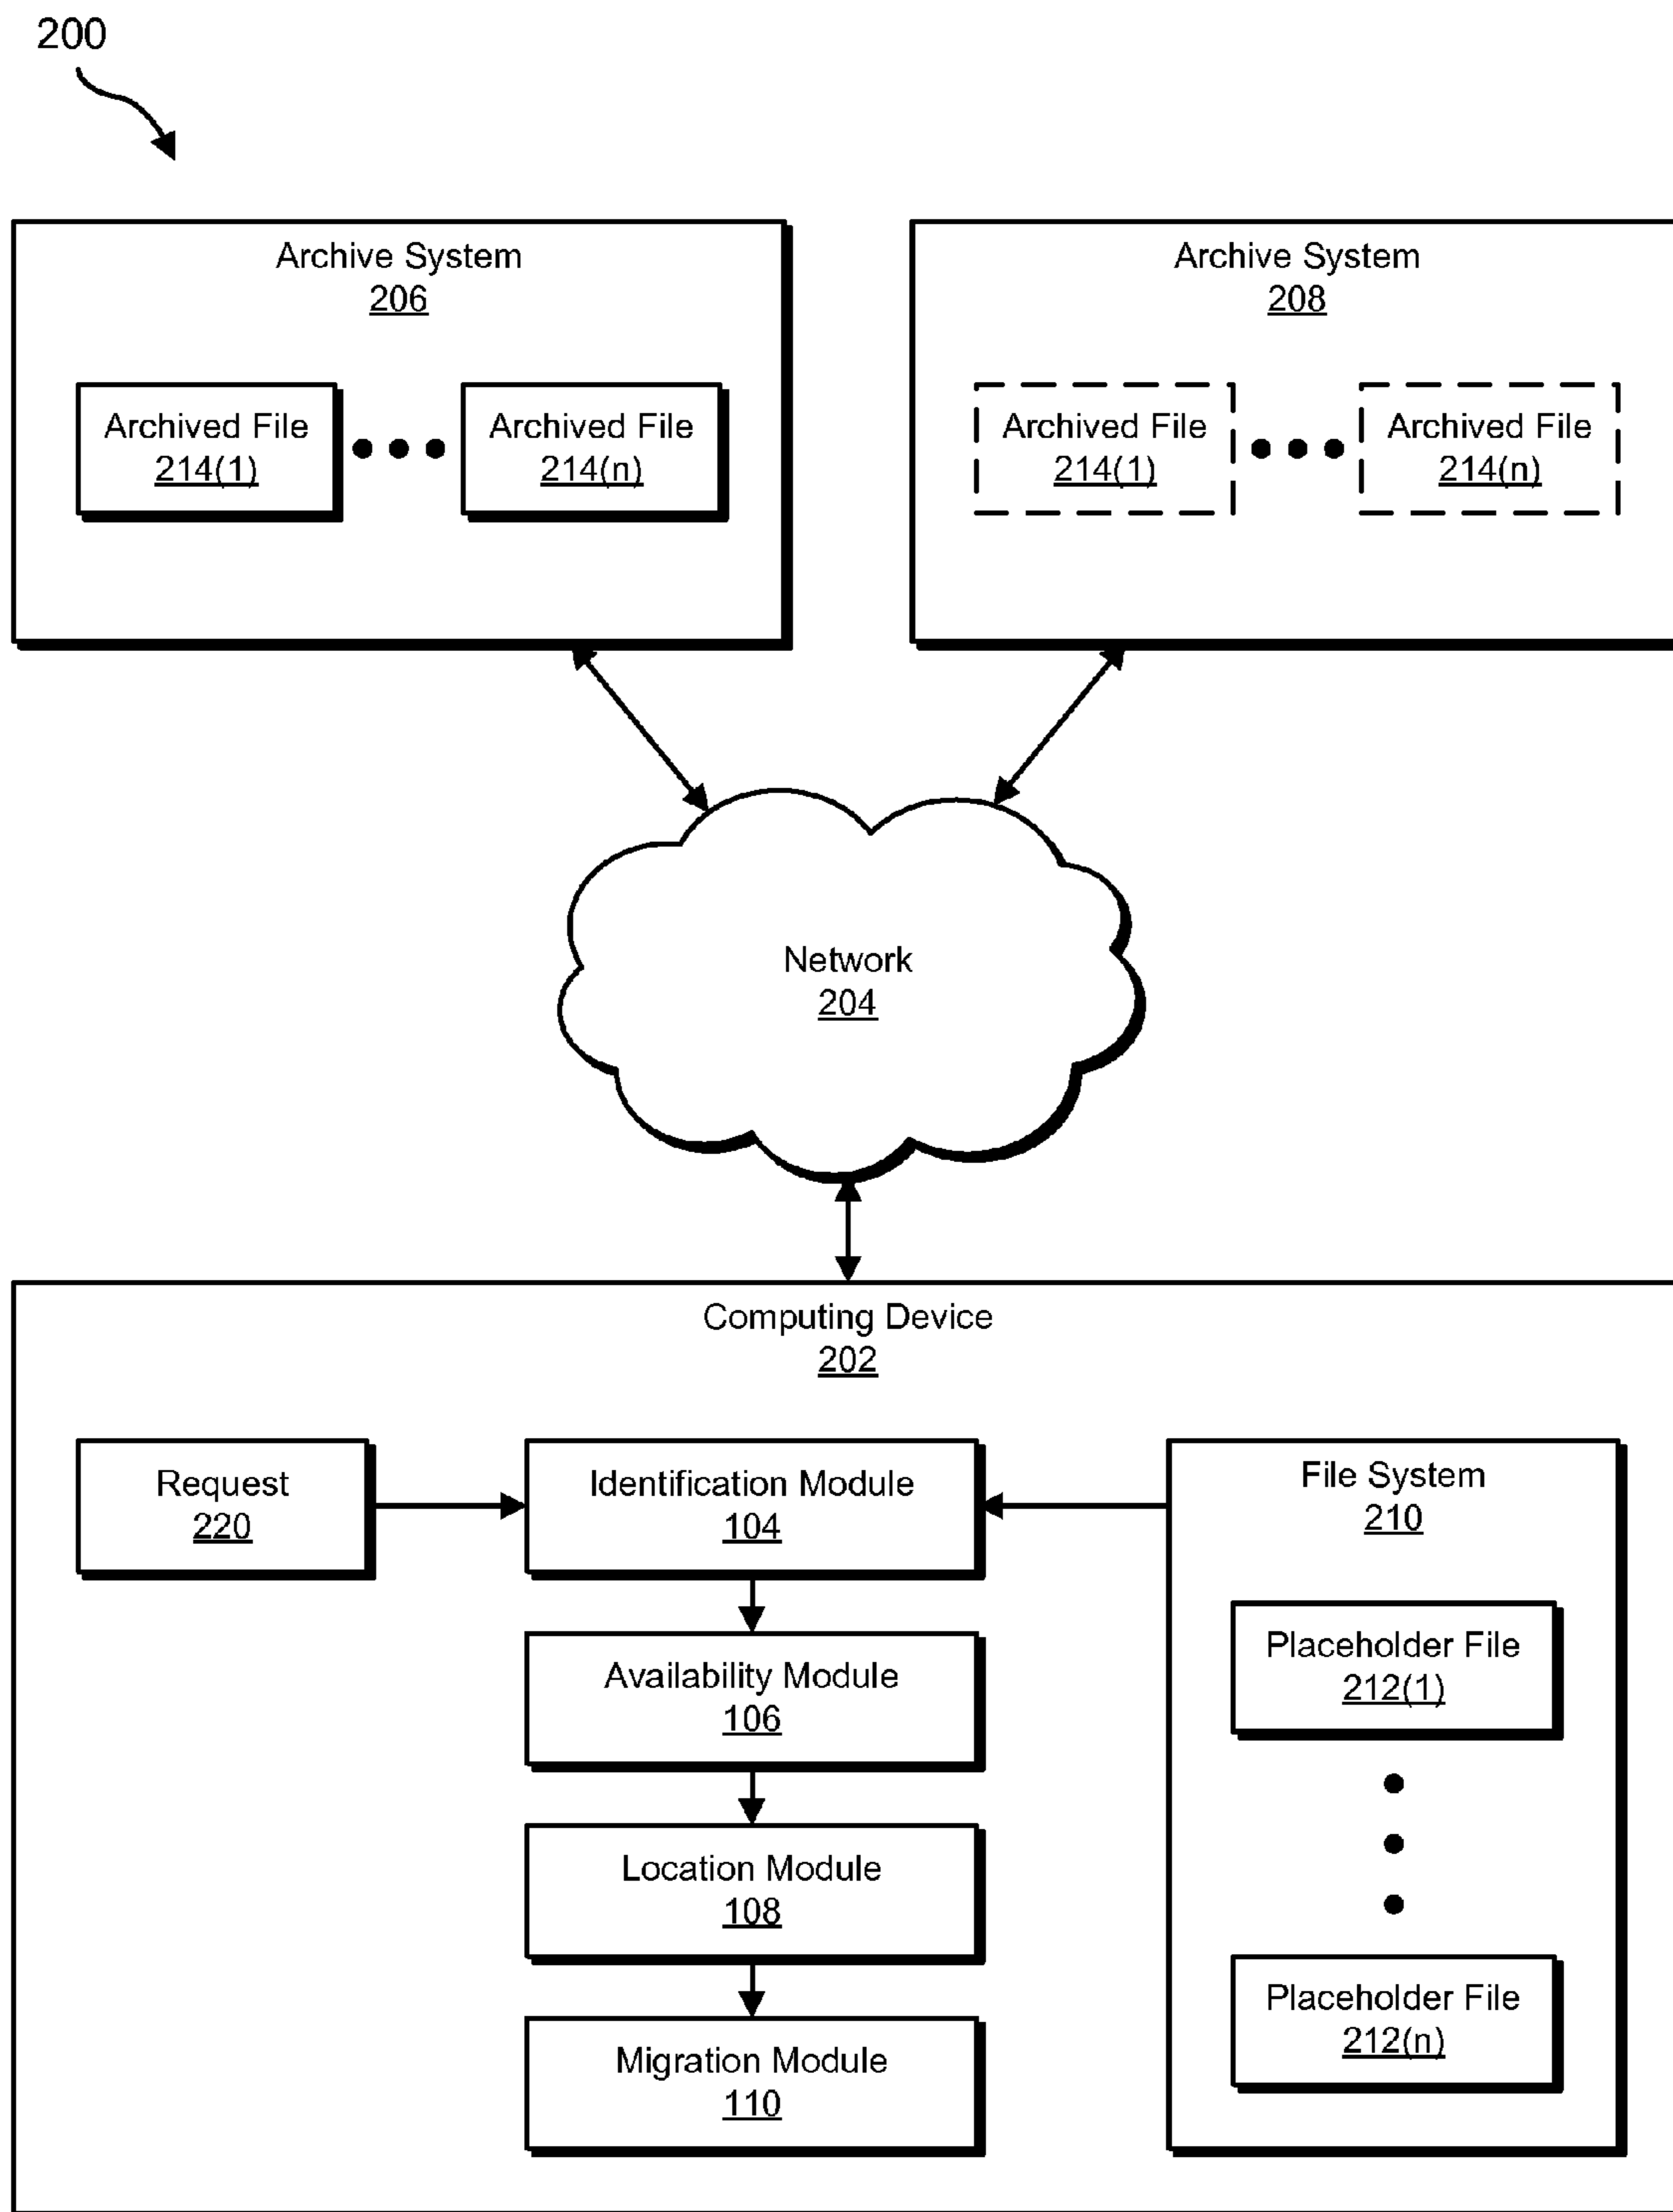 200
Archive System
206
Archived File
214(1)
Archived File
214(n)
Archive System
208
Archived File
214(1)
Archived File
214(n)
Network
204
Computing Device
202
Request
220
Identification Module
104
Availability Module
106
Location Module
108
Migration Module
110
File System
210
Placeholder File
212(1)
Placeholder File
212(n)